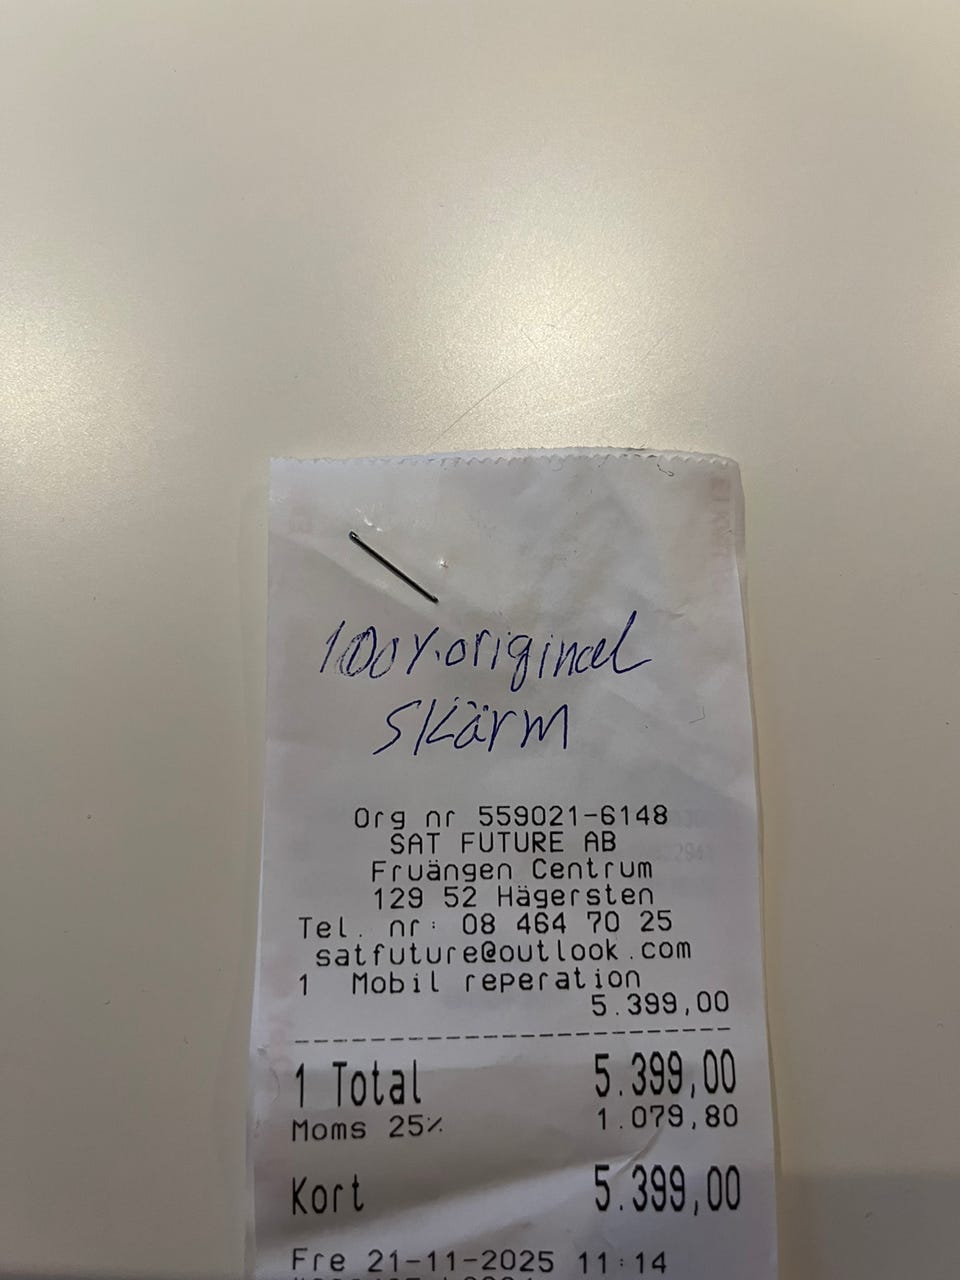 100%.original
skärm
Org nr 559021-6148
SAT FUTURE AB
Fruängen Centrum
129 52 Hägersten
Tel. nr: 08 464 70 25
satfuture@outlook.com
1 Mobil reperation
5.399,00
1 Total 5.399,00
Moms 25% 1.079,80
Kort 5.399,00
Fre 21-11-2025 11:14